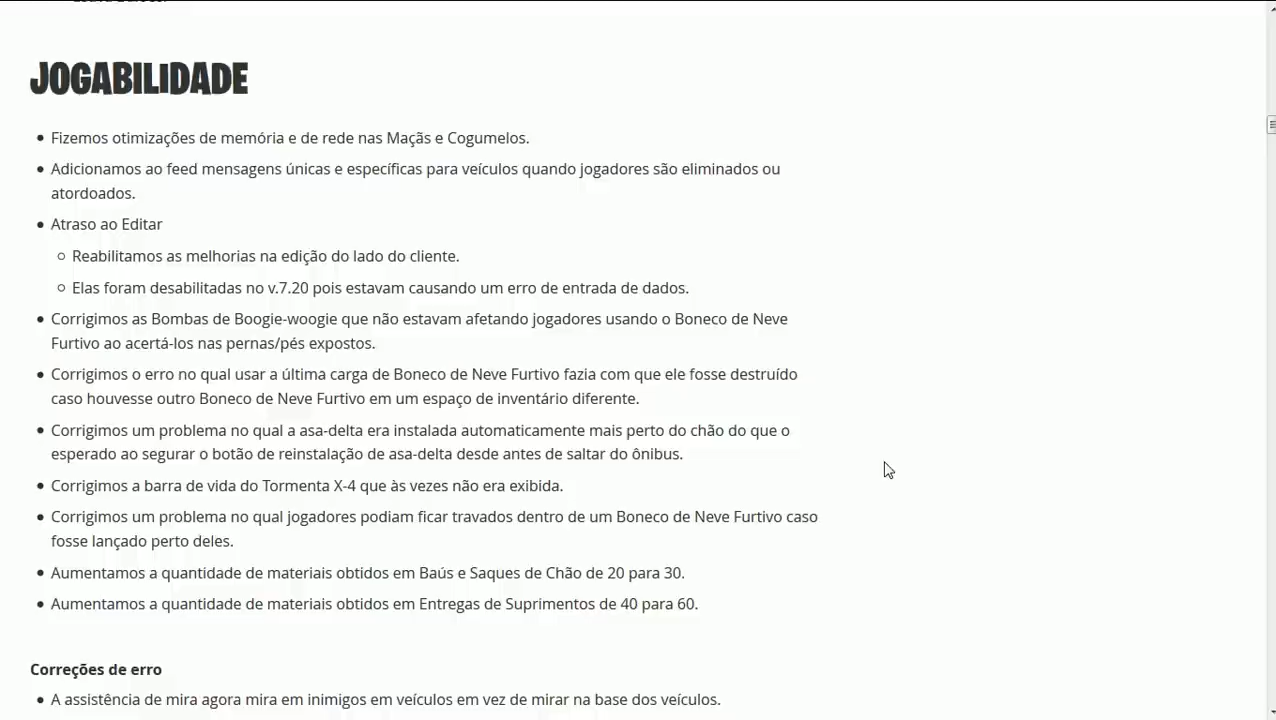 JOGABILIDADE
• Fizemos otimizações de memória e de rede nas Maçãs e Cogumelos.
• Adicionamos ao feed mensagens únicas e específicas para veículos quando jogadores são eliminados ou
atordoados.
• Atraso ao Editar
○ Reabilitamos as melhorias na edição do lado do cliente.
○ Elas foram desabilitadas no v.7.20 pois estavam causando um erro de entrada de dados.
• Corrigimos as Bombas de Boogie-woogie que não estavam afetando jogadores usando o Boneco de Neve
Furtivo ao acertá-los nas pernas/pés expostos.
• Corrigimos o erro no qual usar a última carga de Boneco de Neve Furtivo fazia com que ele fosse destruído
caso houvesse outro Boneco de Neve Furtivo em um espaço de inventário diferente.
• Corrigimos um problema no qual a asa-delta era instalada automaticamente mais perto do chão do que o
esperado ao segurar o botão de reinstalação de asa-delta desde antes de saltar do ônibus.
• Corrigimos a barra de vida do Tormenta X-4 que às vezes não era exibida.
• Corrigimos um problema no qual jogadores podiam ficar travados dentro de um Boneco de Neve Furtivo caso
fosse lançado perto deles.
• Aumentamos a quantidade de materiais obtidos em Baús e Saques de Chão de 20 para 30.
• Aumentamos a quantidade de materiais obtidos em Entregas de Suprimentos de 40 para 60.
Correções de erro
• A assistência de mira agora mira em inimigos em veículos em vez de mirar na base dos veículos.